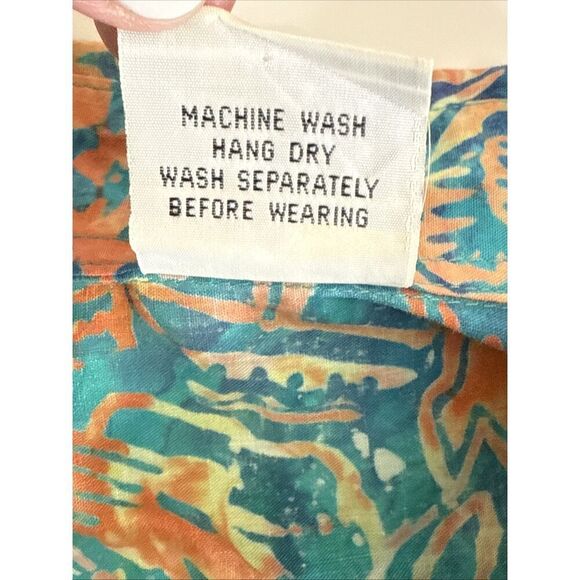 MACHINE WASH
HANG DRY
WASH SEPARATELY
BEFORE WEARING